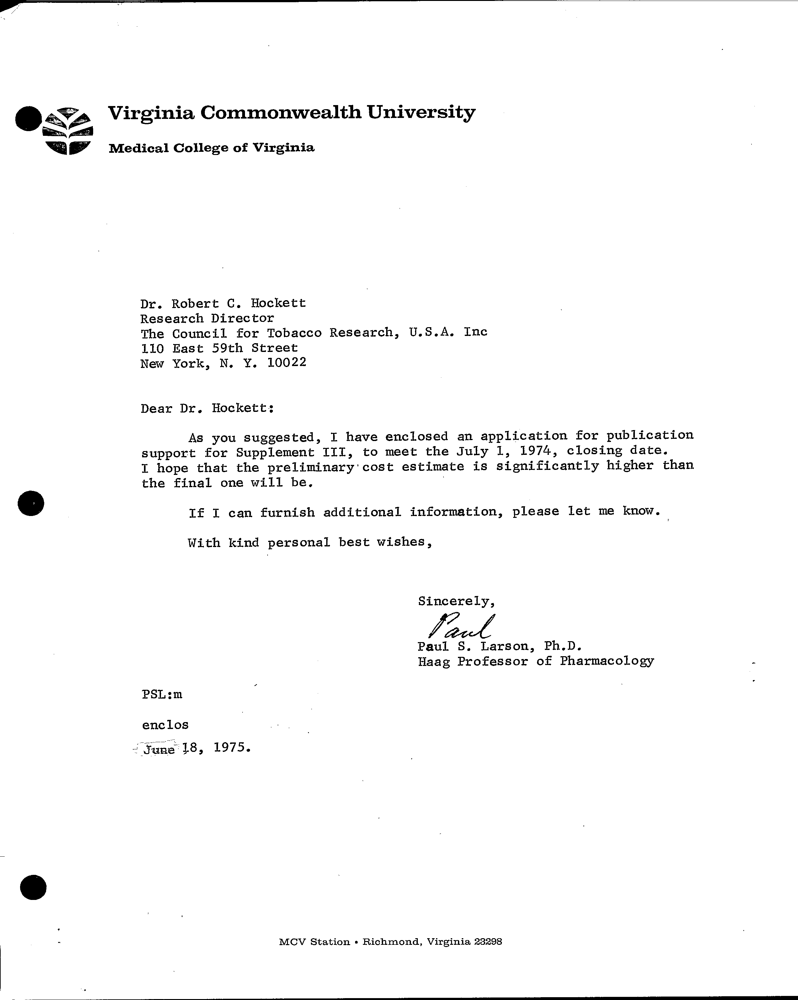 Virginia Commonwealth University
Medical College of Virginia
Dr. Robert C. Hockett
Research Director
The Council for Tobacco Research, U.S.A. Inc
110 East 59th Street
New York, N. Y. 10022
Dear Dr. Hockett:
As you suggested, I have enclosed an application for publication
support for Supplement III, to meet the July 1, 1974, closing date.
I hope that the preliminary cost estimate is significantly higher than
the final one will be.
If I can furnish additional information, please let me know.
With kind personal best wishes,
Sincerely,
Paul
Paul S. Larson, Ph.D.
Haag Professor of Pharmacology
PSL:m
enclos
June 18, 1975.
MCV Station • Richmond, Virginia 23298